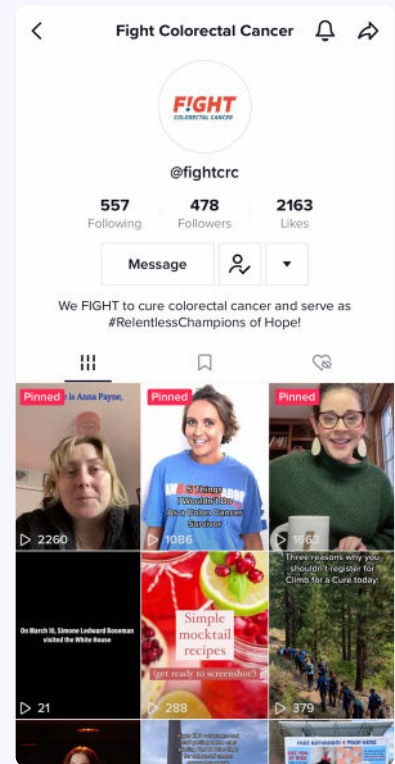 Fight Colorectal Cancer
F!GHT
COLORECTAL CANCER
@fightcrc
557 478 2163
Following Followers Likes
Message
We FIGHT to cure colorectal cancer and serve as
#RelentlessChampions of Hope!
Pinned
is Anna Payne,
2260
Pinned
5 Things
I Wouldn't Do
As a Colon Cancer
Survivor
1086
Pinned
1663
On March 10, Simone Ledward Boseman
visited the White House
21
Simple
mocktail
recipes
(get ready to screenshot!)
288
Three reasons why you
shouldn't register for
Climb for a Cure today:
379